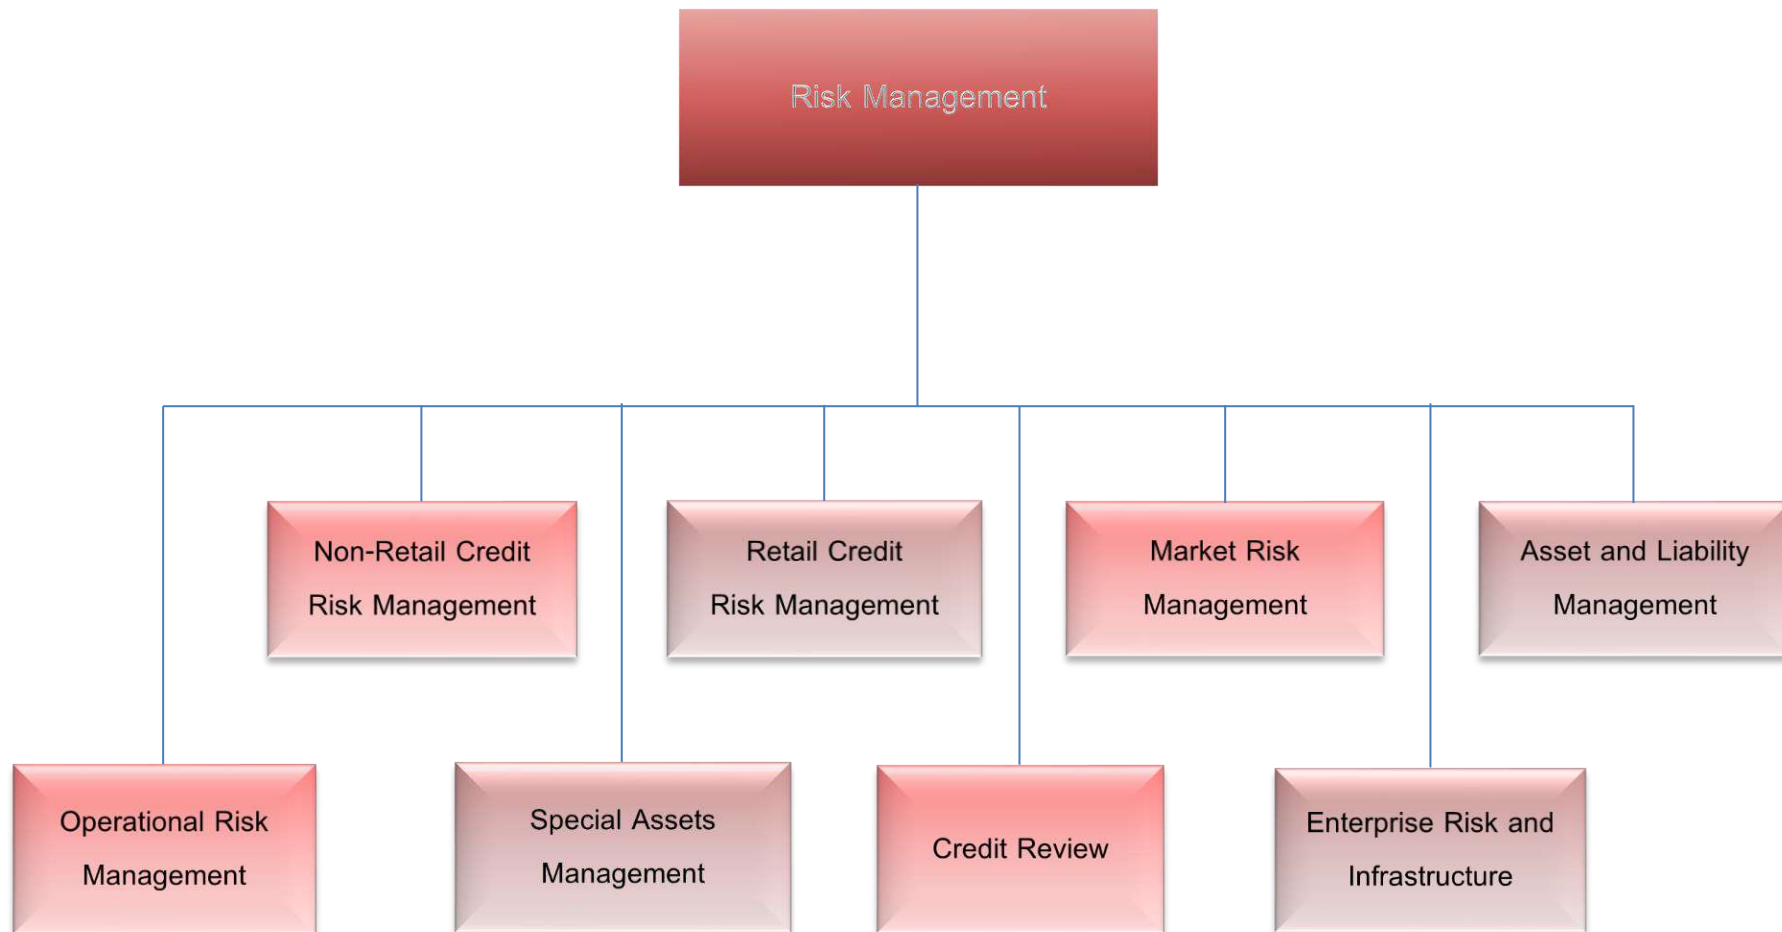 Risk Management
Non-Retail Credit
Risk Management
Retail Credit
Risk Management
Market Risk
Management
Asset and Liability
Management
Operational Risk
Management
Special Assets
Management
Credit Review
Enterprise Risk and
Infrastructure